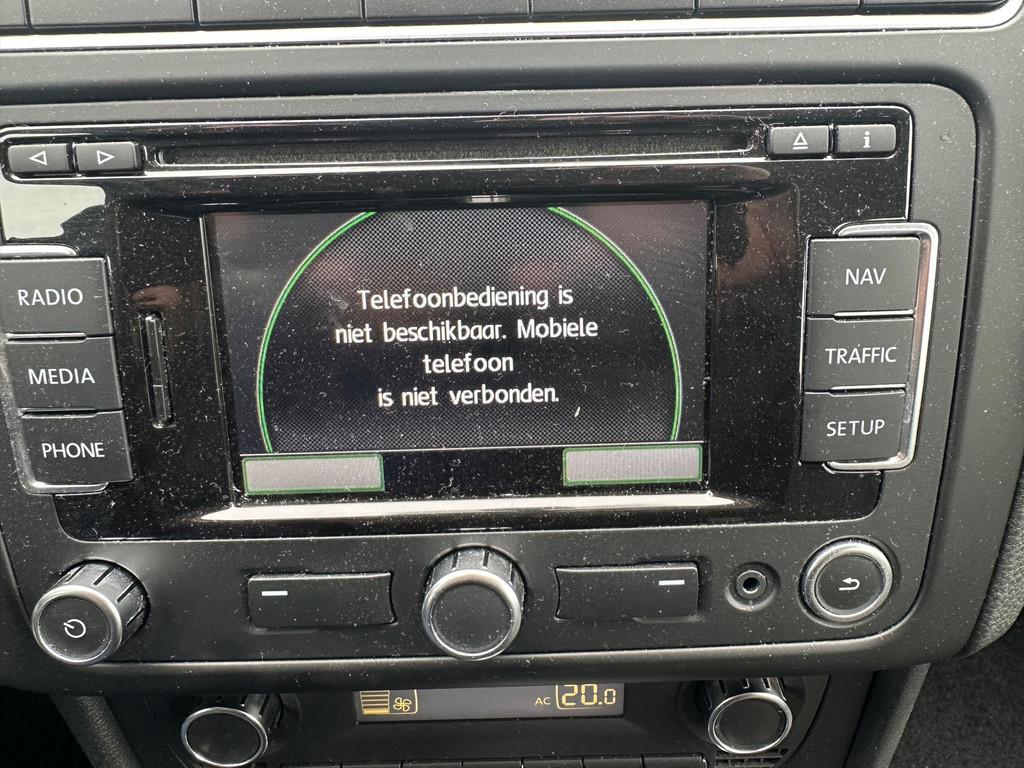 i
RADIO
MEDIA
PHONE
Telefoonbediening is
niet beschikbaar. Mobiele
telefoon
is niet verbonden.
NAV
TRAFFIC
SETUP
AC 20.0